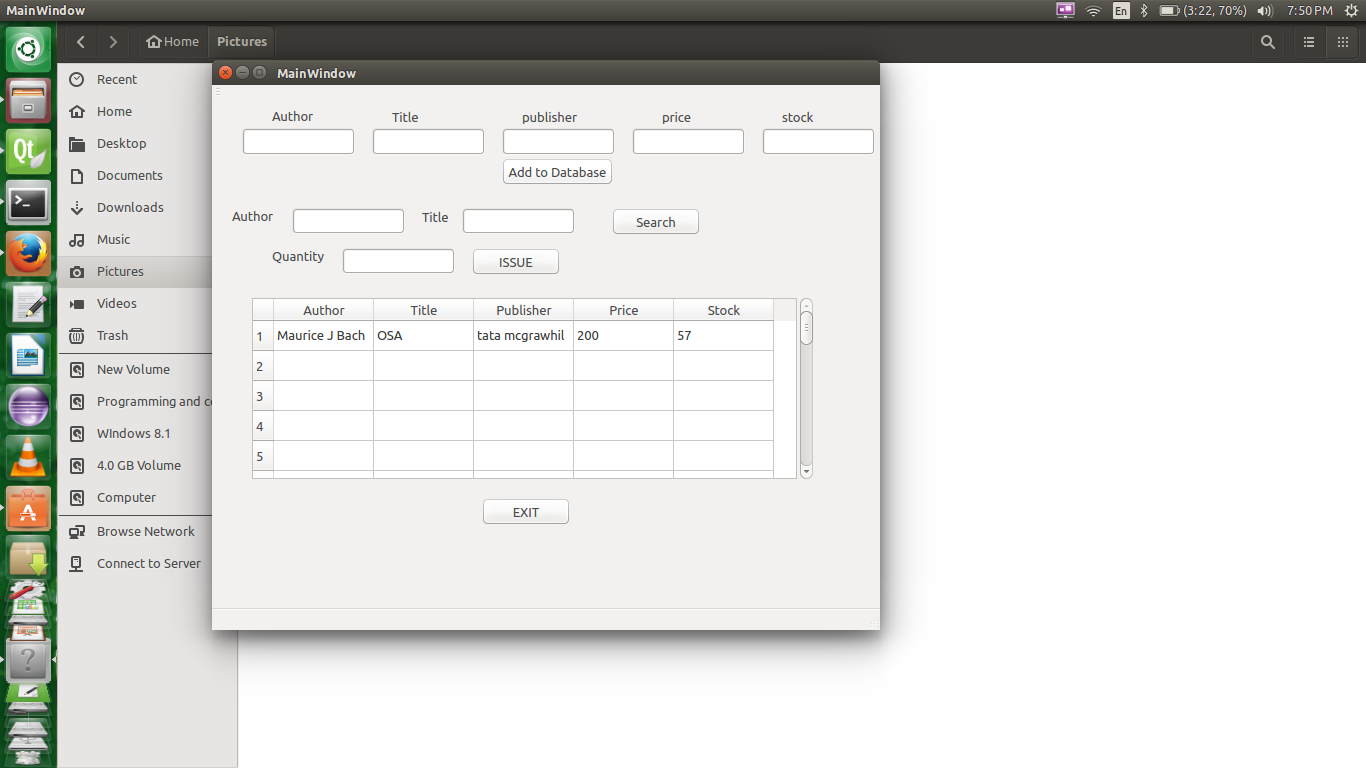 MainWindow
En
(3:22, 70%)
7:50 PM
Home
Pictures
Recent
Home
Desktop
Documents
Downloads
Music
Pictures
Videos
Trash
New Volume
Programming and c
WIndows 8.1
4.0 GB Volume
Computer
Browse Network
Connect to Server
Qt
MainWindow
Author Title publisher price stock
Add to Database
Author Title Search
Quantity ISSUE
Author Title Publisher Price Stock
1 Maurice J Bach OSA tata mcgrawhil 200 57
2
3
4
5
EXIT